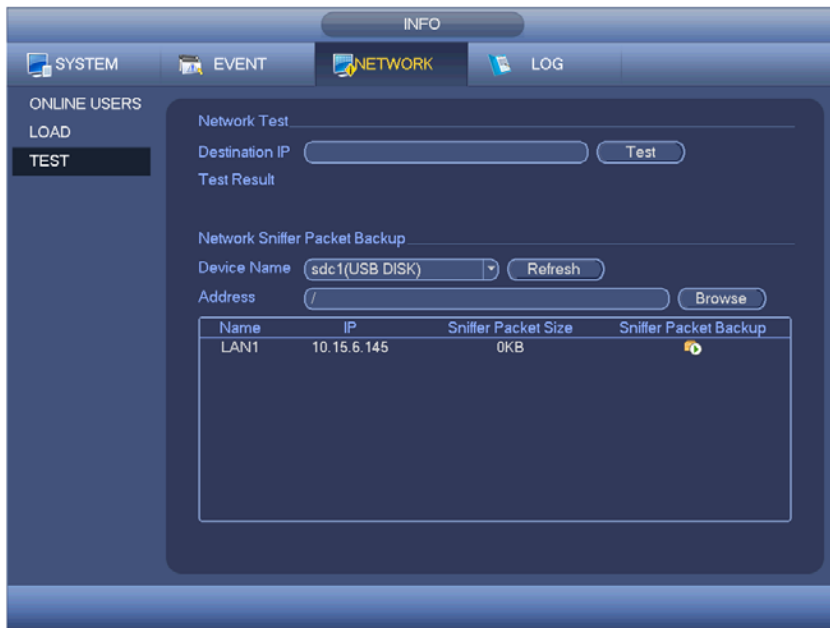 INFO
SYSTEM EVENT NETWORK LOG
ONLINE USERS
LOAD
TEST
Network Test
Destination IP Test
Test Result
Network Sniffer Packet Backup
Device Name sdc1(USB DISK) Refresh
Address / Browse
Name IP Sniffer Packet Size Sniffer Packet Backup
LAN1 10.15.6.145 0KB